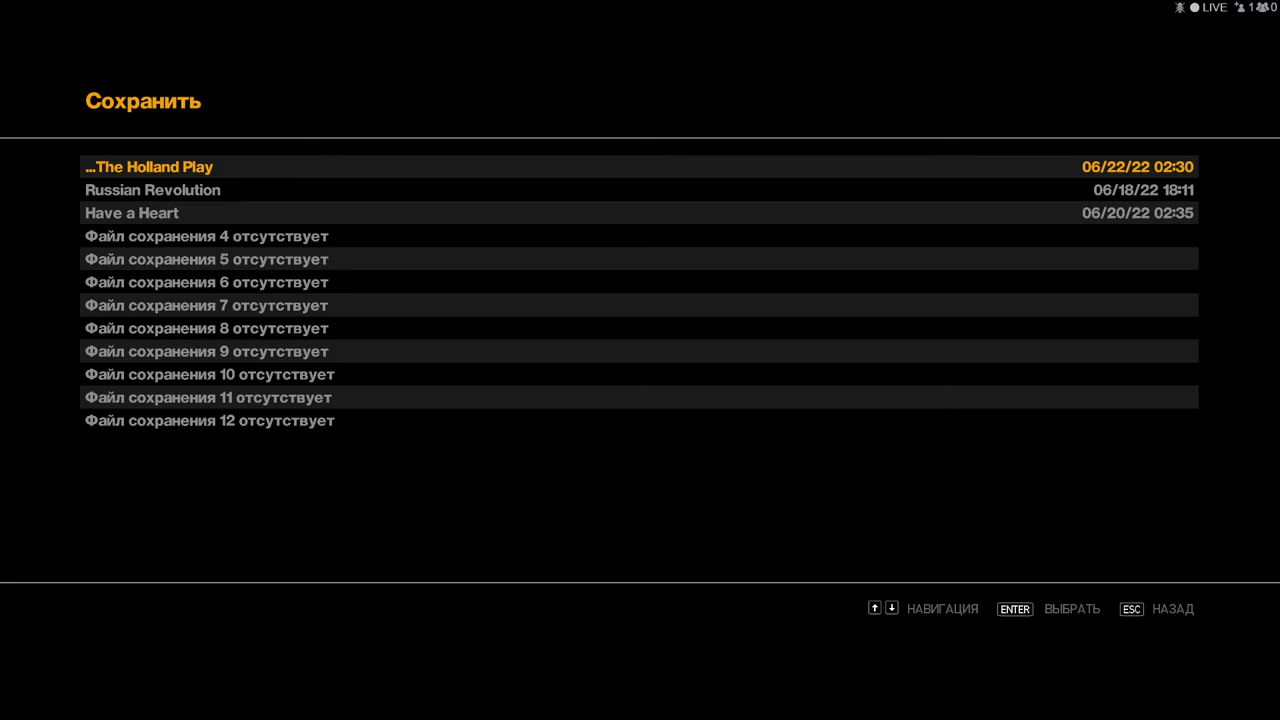 LIVE 1 0
Сохранить
...The Holland Play 06/22/22 02:30
Russian Revolution 06/18/22 18:11
Have a Heart 06/20/22 02:35
Файл сохранения 4 отсутствует
Файл сохранения 5 отсутствует
Файл сохранения 6 отсутствует
Файл сохранения 7 отсутствует
Файл сохранения 8 отсутствует
Файл сохранения 9 отсутствует
Файл сохранения 10 отсутствует
Файл сохранения 11 отсутствует
Файл сохранения 12 отсутствует
НАВИГАЦИЯ ENTER ВЫБРАТЬ ESC НАЗАД